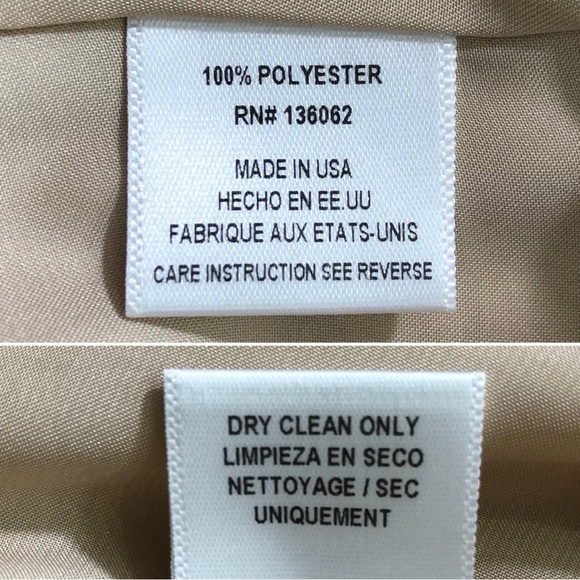 100% POLYESTER
RN# 136062
MADE IN USA
HECHO EN EE.UU
FABRIQUE AUX ETATS-UNIS
CARE INSTRUCTION SEE REVERSE
DRY CLEAN ONLY
LIMPIEZA EN SECO
NETTOYAGE / SEC
UNIQUEMENT